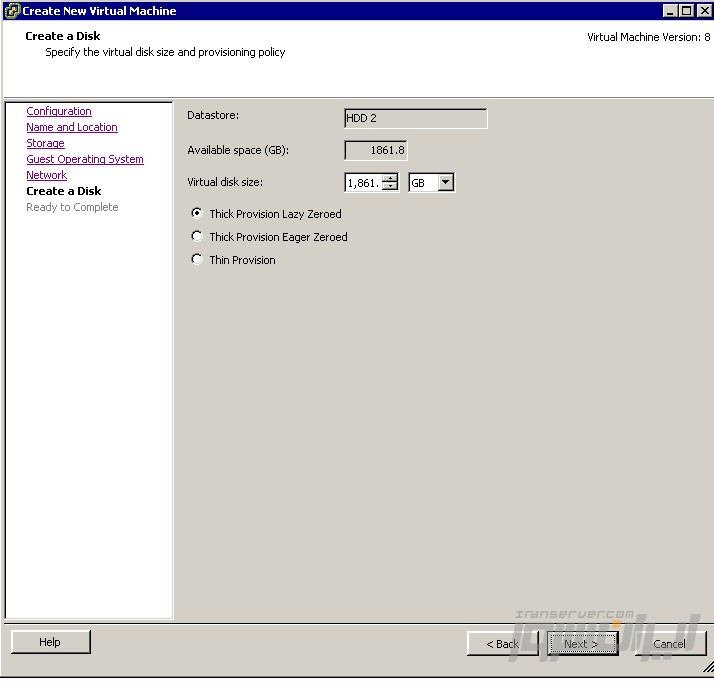 Create New Virtual Machine
Create a Disk
Specify the virtual disk size and provisioning policy
Virtual Machine Version: 8
Configuration
Name and Location
Storage
Guest Operating System
Network
Create a Disk
Ready to Complete
Datastore:
HDD 2
Available space (GB):
1861.8
Virtual disk size:
1,861.
GB
Thick Provision Lazy Zeroed
Thick Provision Eager Zeroed
Thin Provision
iranserver.com
ایران سرور
Help
< Back
Next >
Cancel